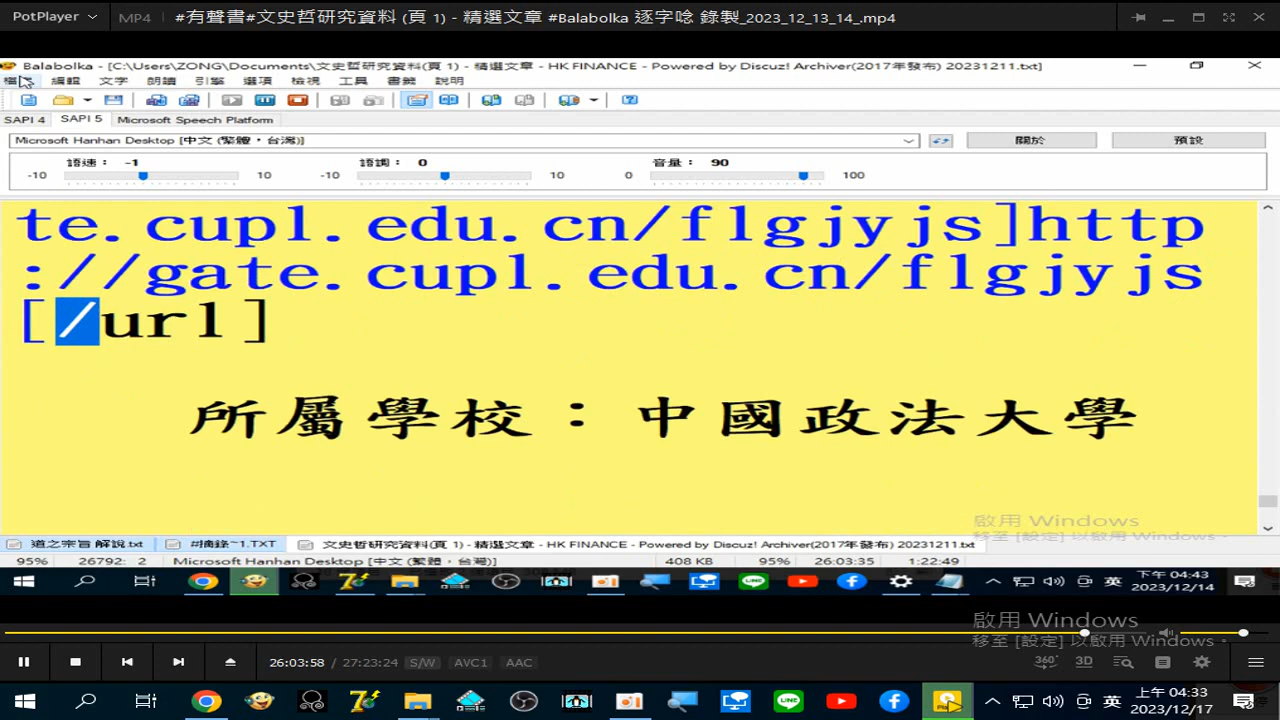 PotPlayer MP4 #有聲書#文史哲研究資料 (頁 1) - 精選文章 #Balabolka 逐字唸 錄製_2023_12_13_14_.mp4
Balabolka - [C:\Users\ZONG\Documents\文史哲研究資料(頁 1) - 精選文章 - HK FINANCE - Powered by Discuz! Archiver(2017年發布) 20231211.txt]
檔案 編輯 文字 朗讀 引擎 選項 檢視 工具 書籤 說明
SAPI 4 SAPI 5 Microsoft Speech Platform
Microsoft Hanhan Desktop [中文 (繁體，台灣)] 關於 預設
語速： -1 語調： 0 音量： 90
-10 10 -10 10 0 100
te.cupl.edu.cn/flgjyjs]http
://gate.cupl.edu.cn/flgjyjs
[/url]
所屬學校：中國政法大學
啟用 Windows
移至 [設定] 以啟用 Windows。
道之宗旨 解說.txt #摘錄~1.TXT 文史哲研究資料(頁 1) - 精選文章 - HK FINANCE - Powered by Discuz! Archiver(2017年發布) 20231211.txt
95% 26792: 2 Microsoft Hanhan Desktop [中文 (繁體，台灣)] 408 KB 95% 26:03:35 1:22:49
英 下午 04:43
2023/12/14
啟用 Windows
移至 [設定] 以啟用 Windows。
26:03:58 / 27:23:24 S/W AVC1 AAC 360° 3D
英 上午 04:33
2023/12/17